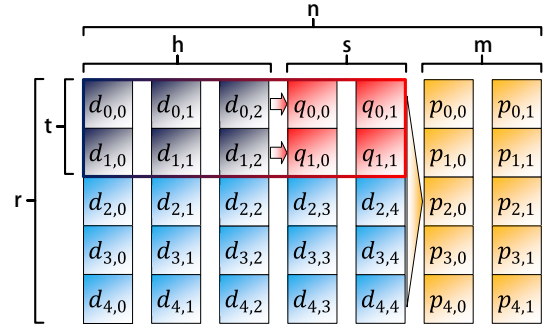 n
h s m
t
r
d0,0 d0,1 d0,2 q0,0 q0,1 p0,0 p0,1
d1,0 d1,1 d1,2 q1,0 q1,1 p1,0 p1,1
d2,0 d2,1 d2,2 d2,3 d2,4 p2,0 p2,1
d3,0 d3,1 d3,2 d3,3 d3,4 p3,0 p3,1
d4,0 d4,1 d4,2 d4,3 d4,4 p4,0 p4,1